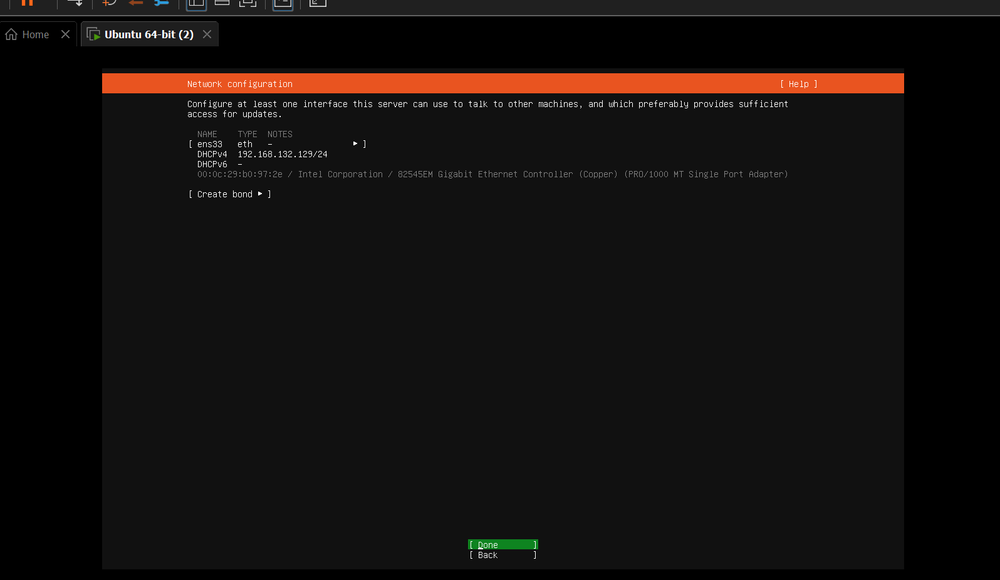 Home
Ubuntu 64-bit (2)
Network configuration [ Help ]
Configure at least one interface this server can use to talk to other machines, and which preferably provides sufficient
access for updates.
NAME TYPE NOTES
[ ens33 eth - ▸ ]
DHCPv4 192.168.132.129/24
DHCPv6 -
00:0c:29:b0:97:2e / Intel Corporation / 82545EM Gigabit Ethernet Controller (Copper) (PRO/1000 MT Single Port Adapter)
[ Create bond ▸ ]
[ Done ]
[ Back ]